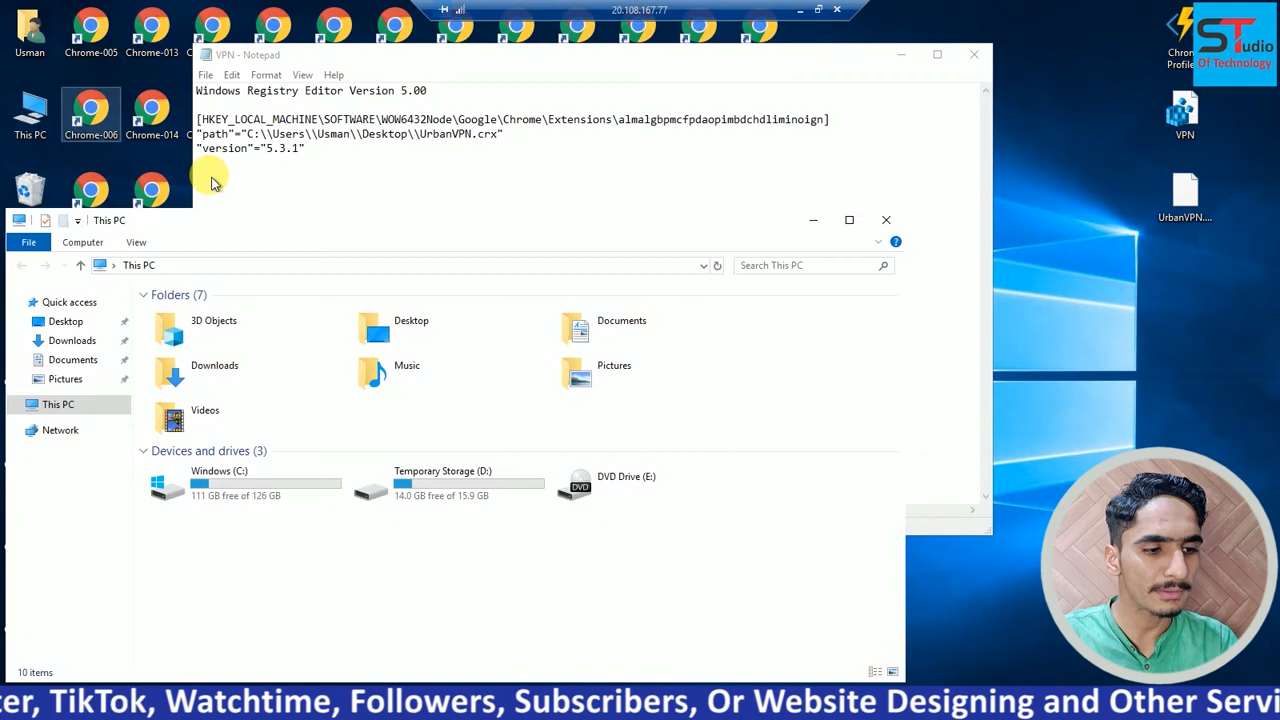 20.108.167.77
Usman
Chrome-005
Chrome-013
VPN - Notepad
File Edit Format View Help
Windows Registry Editor Version 5.00
[HKEY_LOCAL_MACHINE\SOFTWARE\WOW6432Node\Google\Chrome\Extensions\almalgbpmcfpdaopimbdchdliminoign]
"path"="C:\\Users\\Usman\\Desktop\\UrbanVPN.crx"
"version"="5.3.1"
This PC
Chrome-006
Chrome-014
Chro
Profile
STudio
Of Technology
VPN
UrbanVPN....
This PC
File Computer View
This PC
Search This PC
Quick access
Desktop
Downloads
Documents
Pictures
This PC
Network
Folders (7)
3D Objects
Desktop
Documents
Downloads
Music
Pictures
Videos
Devices and drives (3)
Windows (C:)
111 GB free of 126 GB
Temporary Storage (D:)
14.0 GB free of 15.9 GB
DVD
DVD Drive (E:)
10 items
ter, TikTok, Watchtime, Followers, Subscribers, Or Website Designing and Other Servi